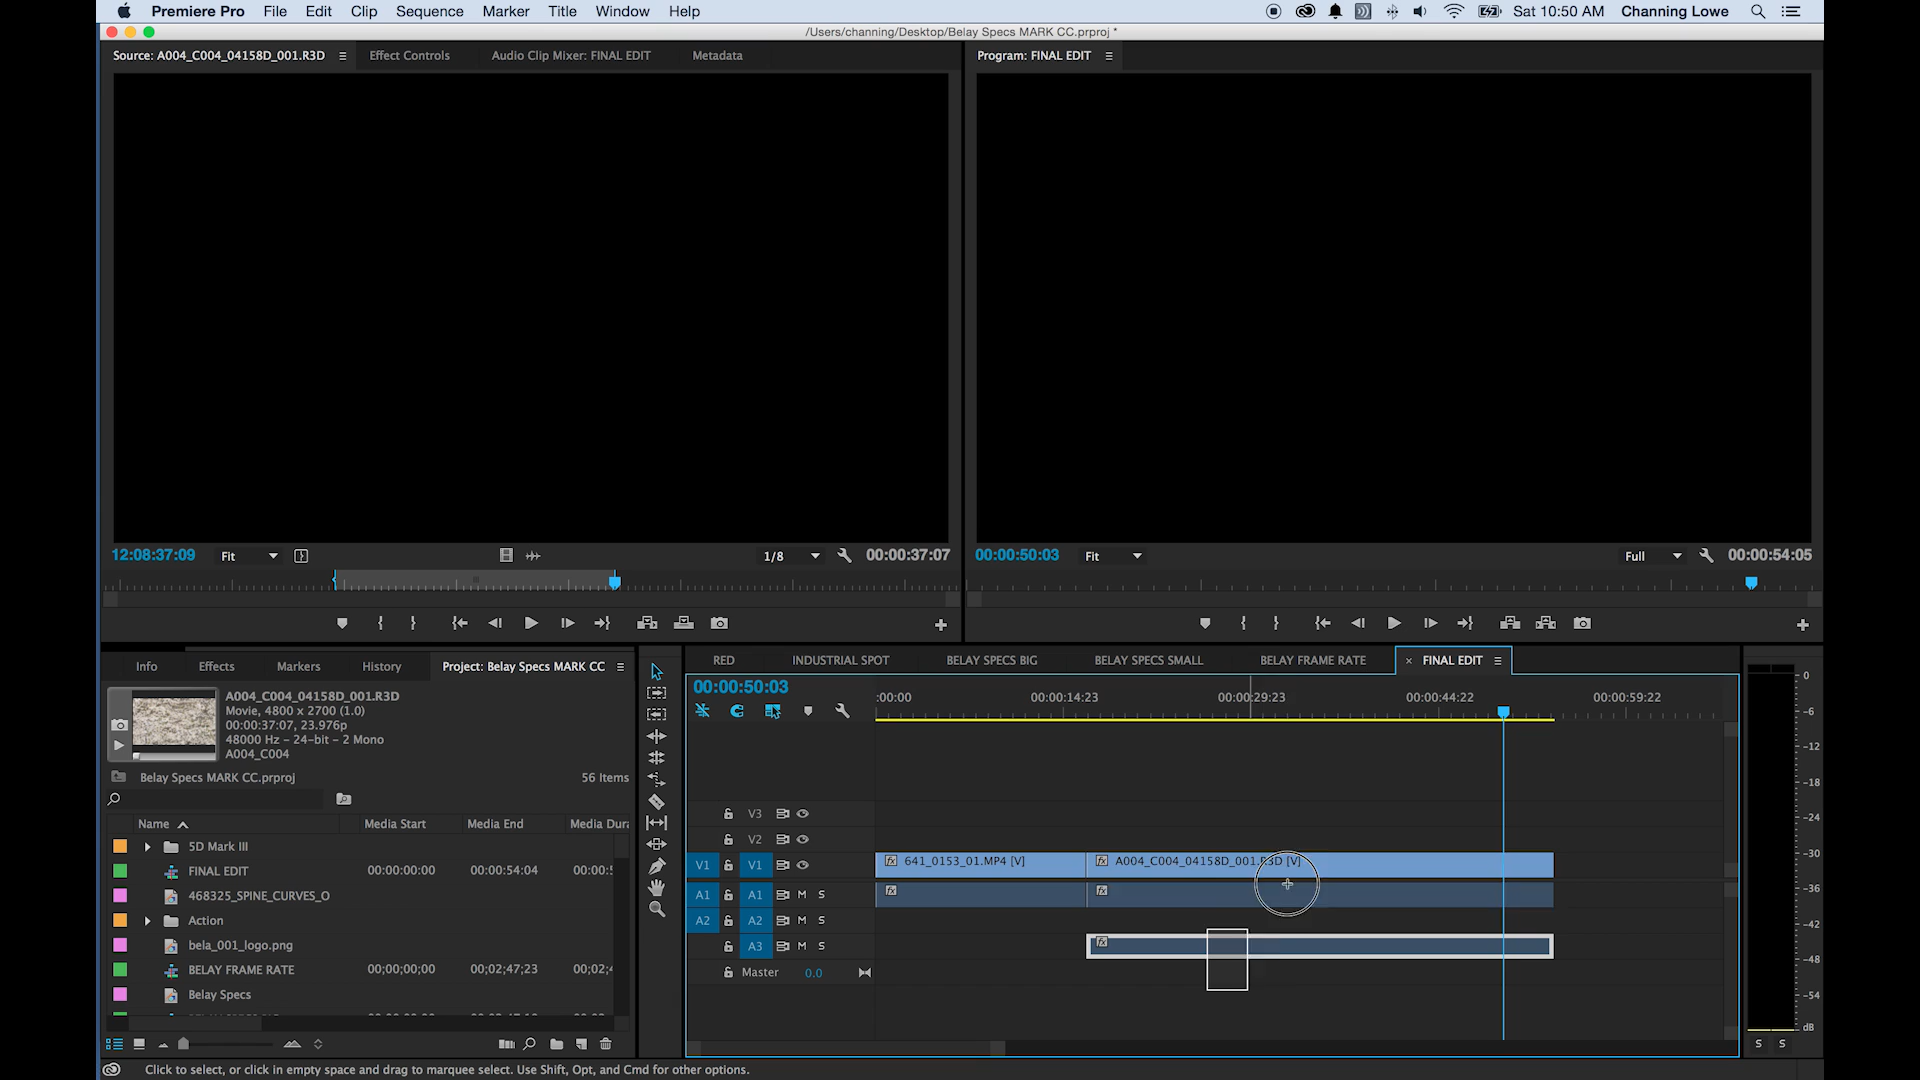 Premiere Pro File Edit Clip Sequence Marker Title Window Help Sat 10:50 AM Channing Lowe
/Users/channing/Desktop/Belay Specs MARK CC.prproj *
Source: A004_C004_04158D_001.R3D Effect Controls Audio Clip Mixer: FINAL EDIT Metadata Program: FINAL EDIT
12:08:37:09 Fit 1/8 00:00:37:07 00:00:50:03 Fit Full 00:00:54:05
Info Effects Markers History Project: Belay Specs MARK CC
RED INDUSTRIAL SPOT BELAY SPECS BIG BELAY SPECS SMALL BELAY FRAME RATE × FINAL EDIT
00:00:50:03
:00:00 00:00:14:23 00:00:29:23 00:00:44:22 00:00:59:22
A004_C004_04158D_001.R3D
Movie, 4800 x 2700 (1.0)
00:00:37:07, 23.976p
48000 Hz - 24-bit - 2 Mono
A004_C004
Belay Specs MARK CC.prproj 56 Items
Name Media Start Media End Media Dura
5D Mark III
FINAL EDIT 00:00:00:00 00:00:54:04 00:00:5
468325_SPINE_CURVES_O
Action
bela_001_logo.png
BELAY FRAME RATE 00;00;00;00 00;02;47;23 00;02;4
Belay Specs
V3
V2
V1 V1 fx 641_0153_01.MP4 [V] fx A004_C004_04158D_001.R3D [V]
A1 A1 M S fx fx
A2 A2 M S
A3 M S fx
Master 0.0
0
-6
-12
-18
-24
-30
-36
-42
-48
-54
dB
S S
Click to select, or click in empty space and drag to marquee select. Use Shift, Opt, and Cmd for other options.